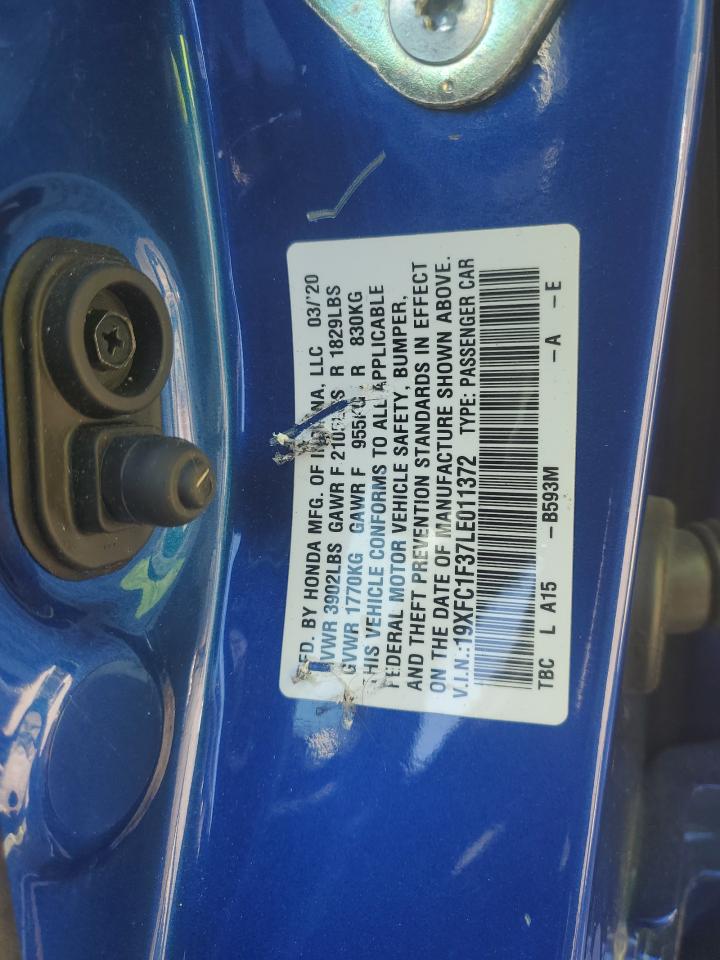 MFD. BY HONDA MFG. OF INDIANA, LLC 03/'20
GVWR 3902LBS GAWR F 2105LBS R 1829LBS
GVWR 1770KG GAWR F 955KG R 830KG
THIS VEHICLE CONFORMS TO ALL APPLICABLE
FEDERAL MOTOR VEHICLE SAFETY, BUMPER,
AND THEFT PREVENTION STANDARDS IN EFFECT
ON THE DATE OF MANUFACTURE SHOWN ABOVE.
V.I.N.:19XFC1F37LE011372 TYPE: PASSENGER CAR
TBC L A15 -B593M -A -E